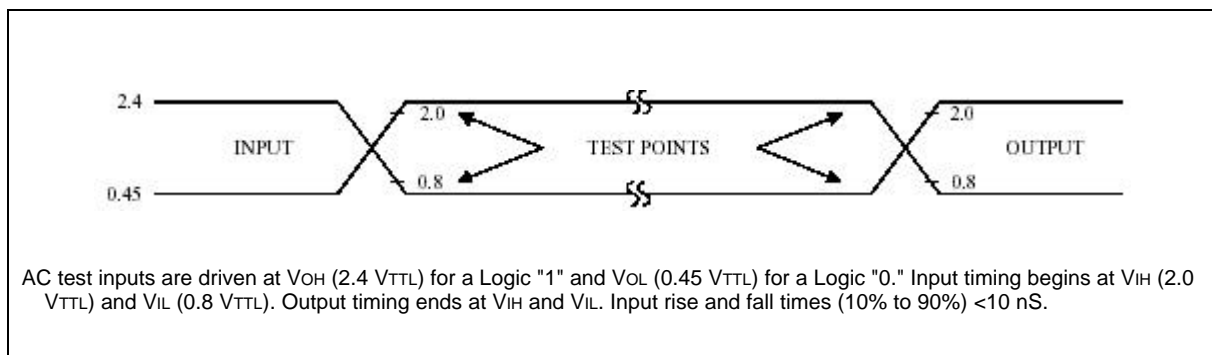 2.4
2.0
2.0
INPUT
TEST POINTS
OUTPUT
0.8
0.8
0.45
AC test inputs are driven at VOH (2.4 VTTL) for a Logic "1" and VOL (0.45 VTTL) for a Logic "0." Input timing begins at VIH (2.0
VTTL) and VIL (0.8 VTTL). Output timing ends at VIH and VIL. Input rise and fall times (10% to 90%) <10 nS.